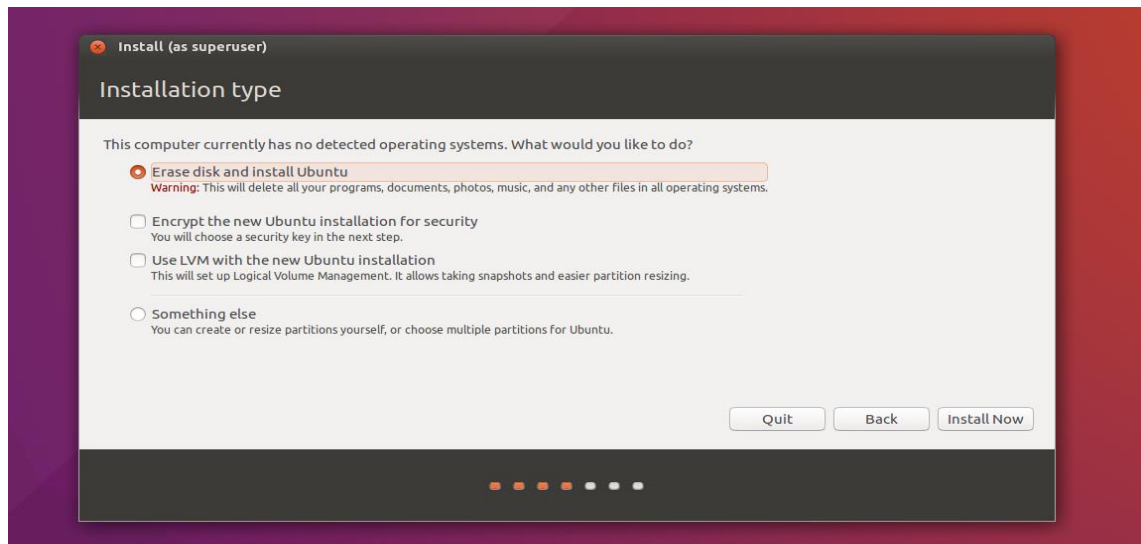 Install (as superuser)
Installation type
This computer currently has no detected operating systems. What would you like to do?
Erase disk and install Ubuntu
Warning: This will delete all your programs, documents, photos, music, and any other files in all operating systems.
Encrypt the new Ubuntu installation for security
You will choose a security key in the next step.
Use LVM with the new Ubuntu installation
This will set up Logical Volume Management. It allows taking snapshots and easier partition resizing.
Something else
You can create or resize partitions yourself, or choose multiple partitions for Ubuntu.
Quit Back Install Now